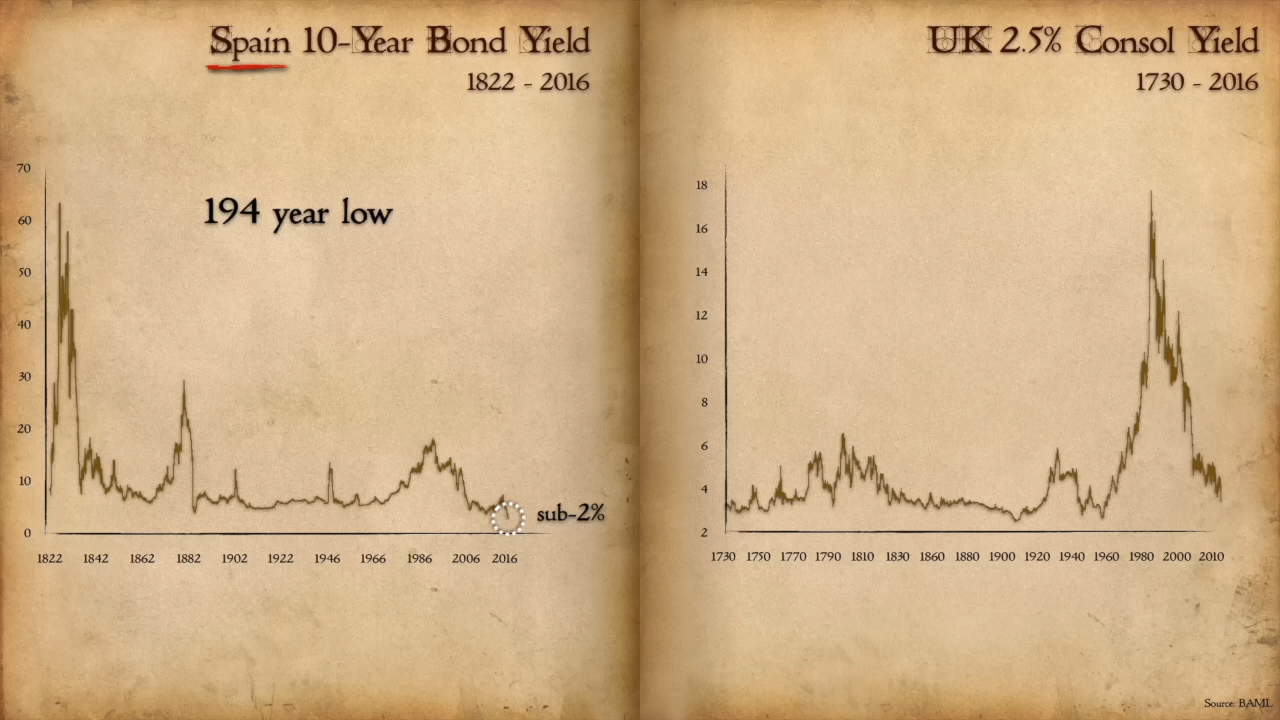 Spain 10-Year Bond Yield
1822 - 2016
194 year low
70
60
50
40
30
20
10
0
sub-2%
1822 1842 1862 1882 1902 1922 1946 1966 1986 2006 2016
UK 2.5% Consol Yield
1730 - 2016
18
16
14
12
10
8
6
4
2
1730 1750 1770 1790 1810 1830 1860 1880 1900 1920 1940 1960 1980 2000 2010
Source: BAML